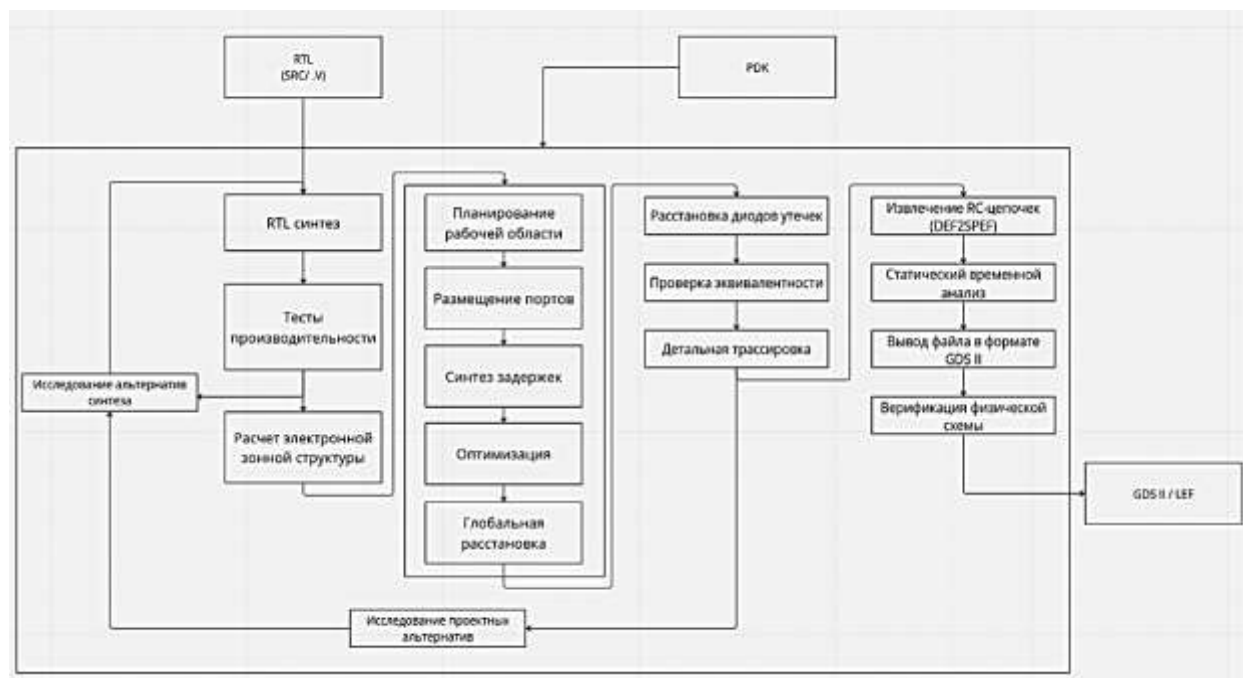 RTL
(SRC/ .V)
PDK
RTL синтез
Тесты
производительности
Исследование альтернатив
синтеза
Расчет электронной
зонной структуры
Планирование
рабочей области
Размещение портов
Синтез задержек
Оптимизация
Глобальная
расстановка
Расстановка диодов утечек
Проверка эквивалентности
Детальная трассировка
Исследование проектных
альтернатив
Извлечение RC-цепочек
(DEF2SPEF)
Статический временной
анализ
Вывод файла в формате
GDS II
Верификация физической
схемы
GDS II / LEF